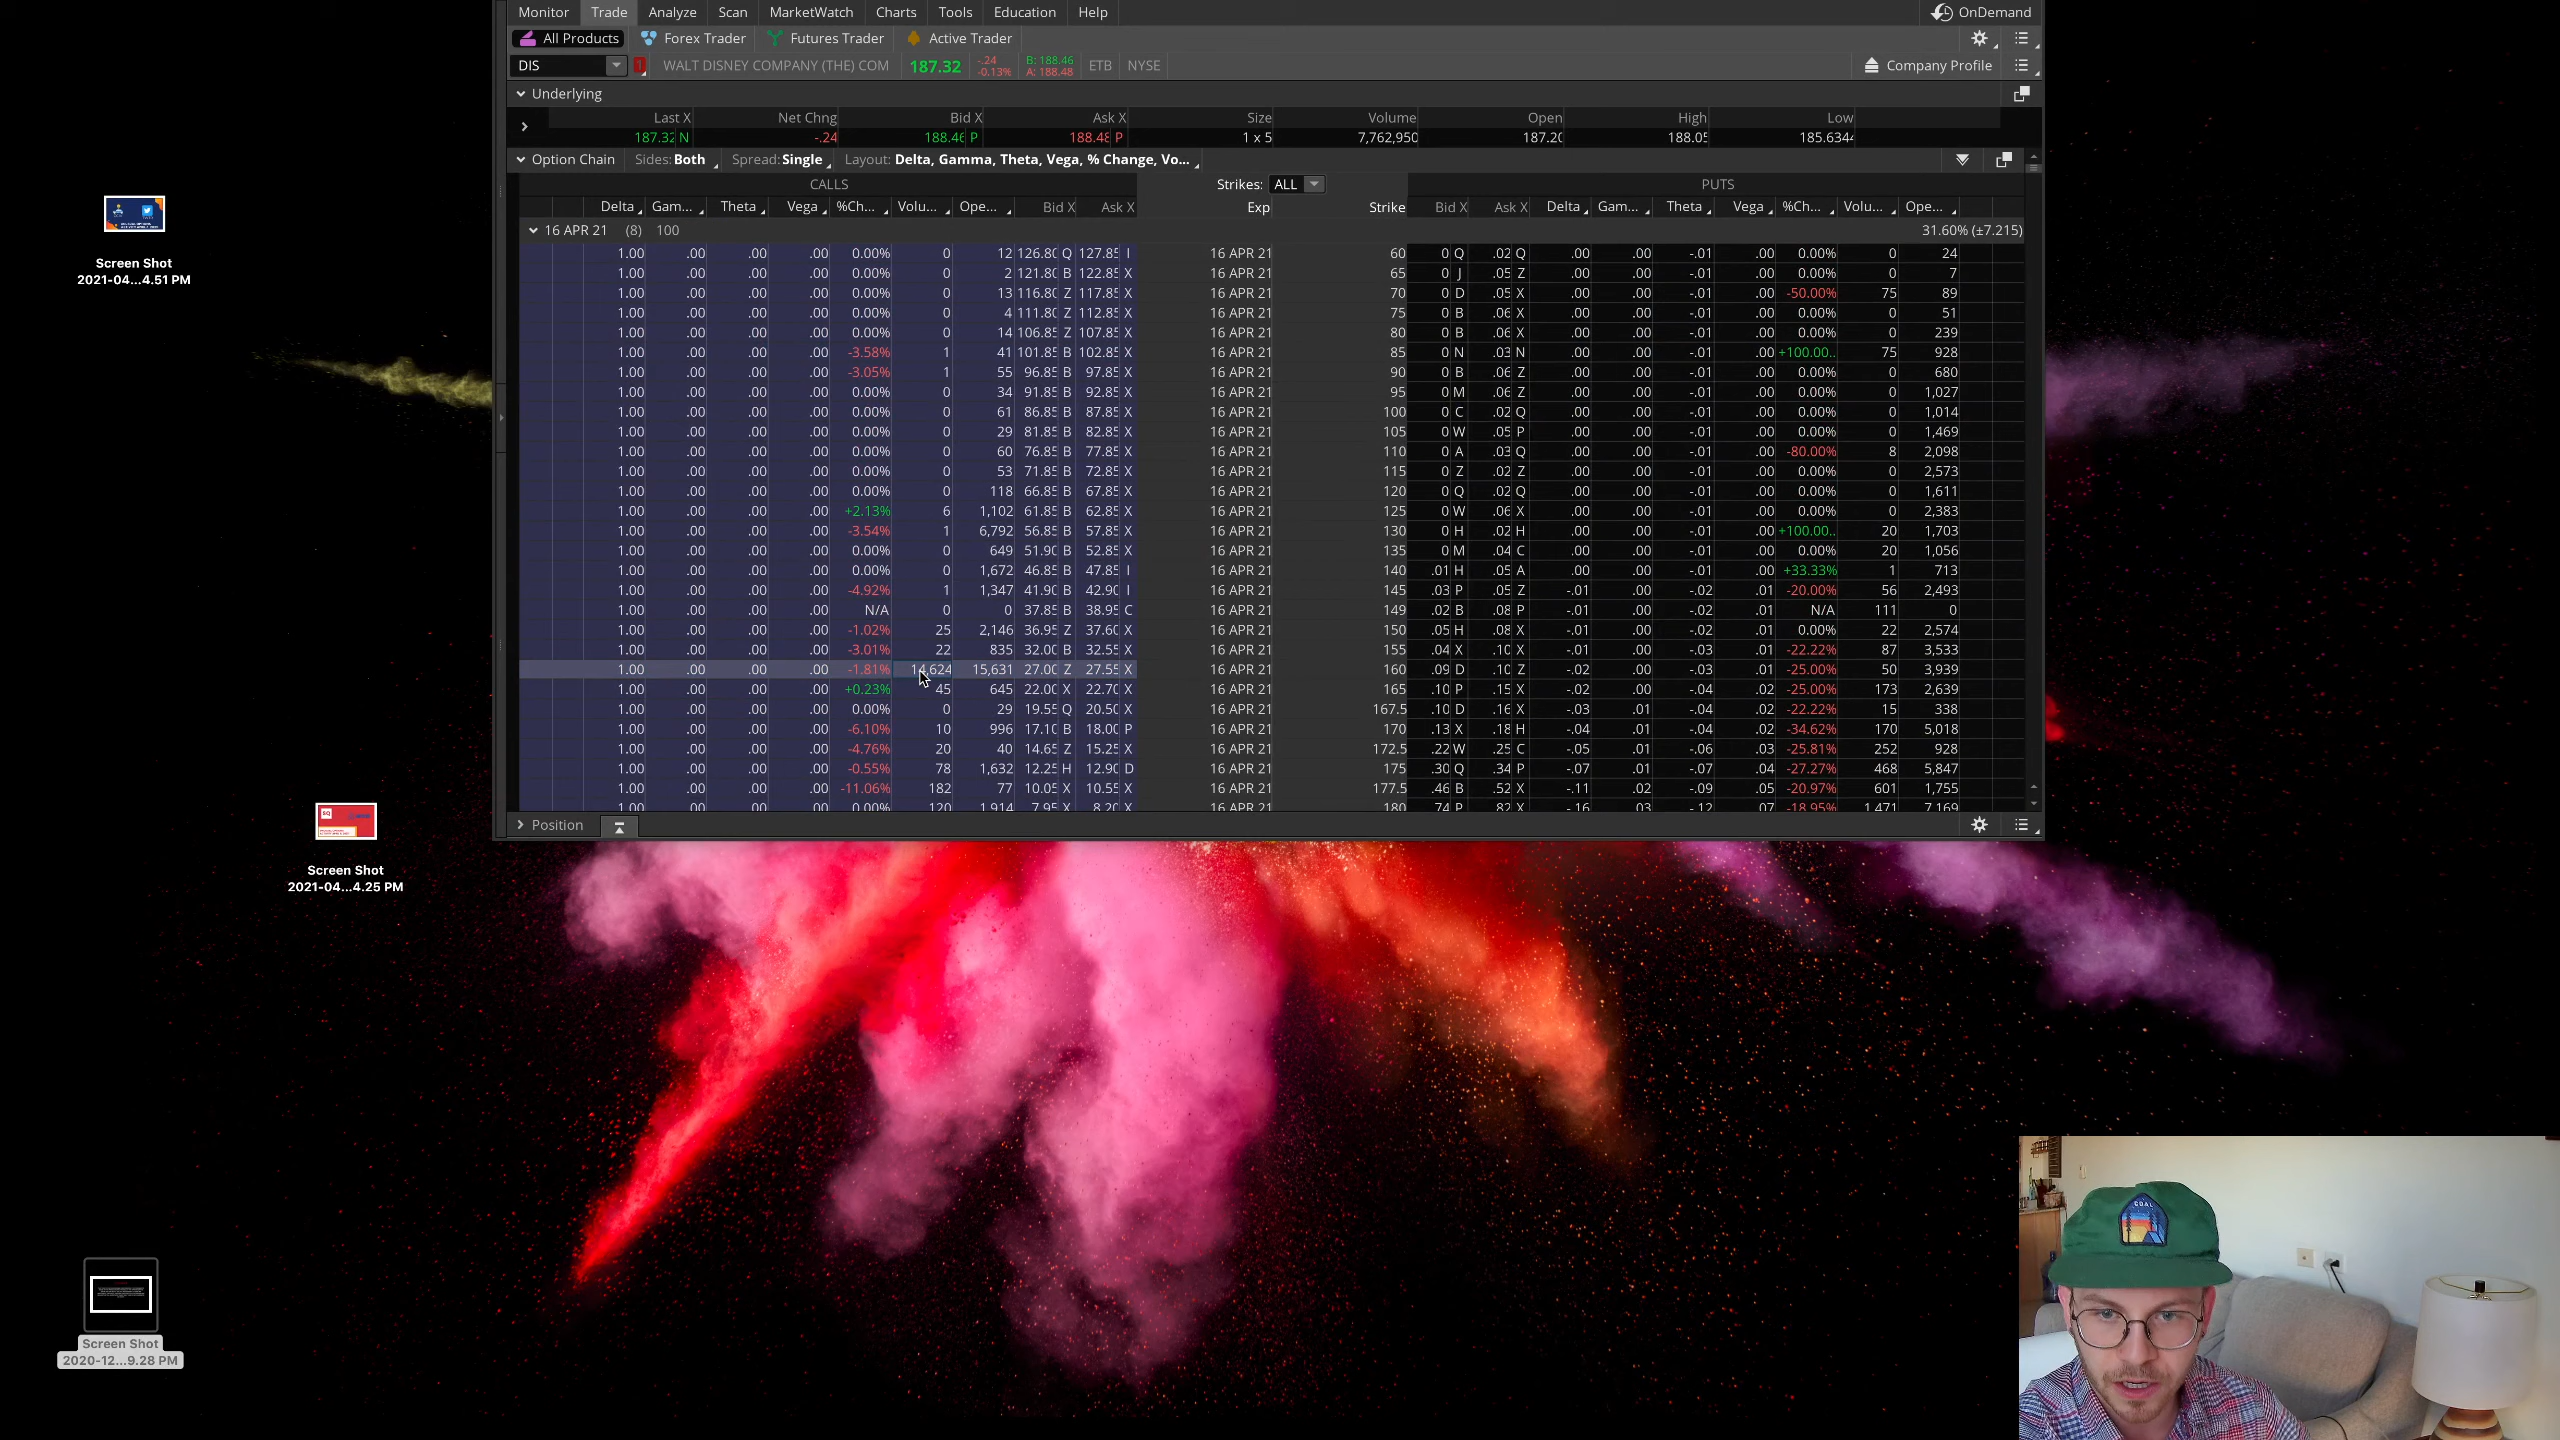 Monitor Trade Analyze Scan MarketWatch Charts Tools Education Help OnDemand
All Products Forex Trader Futures Trader Active Trader
DIS WALT DISNEY COMPANY (THE) COM 187.32 -.24 -0.13% B: 188.46 A: 188.48 ETB NYSE Company Profile
Underlying
Last X Net Chng Bid X Ask X Size Volume Open High Low
187.32 N -.24 188.46 P 188.48 P 1 x 5 7,762,950 187.20 188.05 185.6344
Option Chain Sides: Both Spread: Single Layout: Delta, Gamma, Theta, Vega, % Change, Vo...
CALLS Strikes: ALL PUTS
Delta Gam... Theta Vega %Ch... Volu... Ope... Bid X Ask X Exp Strike Bid X Ask X Delta Gam... Theta Vega %Ch... Volu... Ope...
16 APR 21 (8) 100 31.60% (±7.215)
1.00 .00 .00 .00 0.00% 0 12 126.80 Q 127.85 I 16 APR 21 60 0 Q .02 Q .00 .00 -.01 .00 0.00% 0 24
1.00 .00 .00 .00 0.00% 0 2 121.80 B 122.85 X 16 APR 21 65 0 J .05 Z .00 .00 -.01 .00 0.00% 0 7
1.00 .00 .00 .00 0.00% 0 13 116.80 Z 117.85 X 16 APR 21 70 0 D .05 X .00 .00 -.01 .00 -50.00% 75 89
1.00 .00 .00 .00 0.00% 0 4 111.80 Z 112.85 X 16 APR 21 75 0 B .06 X .00 .00 -.01 .00 0.00% 0 51
1.00 .00 .00 .00 0.00% 0 14 106.85 Z 107.85 X 16 APR 21 80 0 B .06 X .00 .00 -.01 .00 0.00% 0 239
1.00 .00 .00 .00 -3.58% 1 41 101.85 B 102.85 X 16 APR 21 85 0 N .03 N .00 .00 -.01 .00 +100.00.. 75 928
1.00 .00 .00 .00 -3.05% 1 55 96.85 B 97.85 X 16 APR 21 90 0 B .06 Z .00 .00 -.01 .00 0.00% 0 680
1.00 .00 .00 .00 0.00% 0 34 91.85 B 92.85 X 16 APR 21 95 0 M .06 Z .00 .00 -.01 .00 0.00% 0 1,027
1.00 .00 .00 .00 0.00% 0 61 86.85 B 87.85 X 16 APR 21 100 0 C .02 Q .00 .00 -.01 .00 0.00% 0 1,014
1.00 .00 .00 .00 0.00% 0 29 81.85 B 82.85 X 16 APR 21 105 0 W .05 P .00 .00 -.01 .00 0.00% 0 1,469
1.00 .00 .00 .00 0.00% 0 60 76.85 B 77.85 X 16 APR 21 110 0 A .03 Q .00 .00 -.01 .00 -80.00% 8 2,098
1.00 .00 .00 .00 0.00% 0 53 71.85 B 72.85 X 16 APR 21 115 0 Z .02 Z .00 .00 -.01 .00 0.00% 0 2,573
1.00 .00 .00 .00 0.00% 0 118 66.85 B 67.85 X 16 APR 21 120 0 Q .02 Q .00 .00 -.01 .00 0.00% 0 1,611
1.00 .00 .00 .00 +2.13% 6 1,102 61.85 B 62.85 X 16 APR 21 125 0 W .06 X .00 .00 -.01 .00 0.00% 0 2,383
1.00 .00 .00 .00 -3.54% 1 6,792 56.85 B 57.85 X 16 APR 21 130 0 H .02 H .00 .00 -.01 .00 +100.00.. 20 1,703
1.00 .00 .00 .00 0.00% 0 649 51.90 B 52.85 X 16 APR 21 135 0 M .04 C .00 .00 -.01 .00 0.00% 20 1,056
1.00 .00 .00 .00 0.00% 0 1,672 46.85 B 47.85 I 16 APR 21 140 .01 H .05 A .00 .00 -.01 .00 +33.33% 1 713
1.00 .00 .00 .00 -4.92% 1 1,347 41.90 B 42.90 I 16 APR 21 145 .03 P .05 Z -.01 .00 -.02 .01 -20.00% 56 2,493
1.00 .00 .00 .00 N/A 0 0 37.85 B 38.95 C 16 APR 21 149 .02 B .08 P -.01 .00 -.02 .01 N/A 111 0
1.00 .00 .00 .00 -1.02% 25 2,146 36.95 Z 37.60 X 16 APR 21 150 .05 H .08 X -.01 .00 -.02 .01 0.00% 22 2,574
1.00 .00 .00 .00 -3.01% 22 835 32.00 B 32.55 X 16 APR 21 155 .04 X .10 X -.01 .00 -.03 .01 -22.22% 87 3,533
1.00 .00 .00 .00 -1.81% 14,624 15,631 27.00 Z 27.55 X 16 APR 21 160 .09 D .10 Z -.02 .00 -.03 .01 -25.00% 50 3,939
1.00 .00 .00 .00 +0.23% 45 645 22.00 X 22.70 X 16 APR 21 165 .10 P .15 X -.02 .00 -.04 .02 -25.00% 173 2,639
1.00 .00 .00 .00 0.00% 0 29 19.55 Q 20.50 X 16 APR 21 167.5 .10 D .16 X -.03 .01 -.04 .02 -22.22% 15 338
1.00 .00 .00 .00 -6.10% 10 996 17.10 B 18.00 P 16 APR 21 170 .13 X .18 H -.04 .01 -.04 .02 -34.62% 170 5,018
1.00 .00 .00 .00 -4.76% 20 40 14.65 Z 15.25 X 16 APR 21 172.5 .22 W .25 C -.05 .01 -.06 .03 -25.81% 252 928
1.00 .00 .00 .00 -0.55% 78 1,632 12.25 H 12.90 D 16 APR 21 175 .30 Q .34 P -.07 .01 -.07 .04 -27.27% 468 5,847
1.00 .00 .00 .00 -11.06% 182 77 10.05 X 10.55 X 16 APR 21 177.5 .46 B .52 X -.11 .02 -.09 .05 -20.97% 601 1,755
1.00 .00 .00 .00 0.00% 120 1,914 7.95 X 8.20 X 16 APR 21 180 .74 P .82 X -.16 .03 -.12 .07 -18.95% 1,471 7,169
Position
Screen Shot
2021-04...4.51 PM
Screen Shot
2021-04...4.25 PM
Screen Shot
2020-12...9.28 PM
COAL